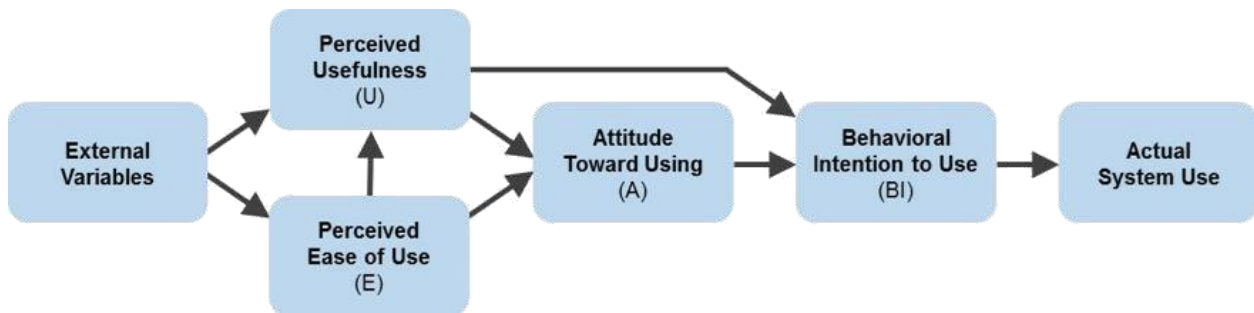 External
Variables
Perceived
Usefulness
(U)
Perceived
Ease of Use
(E)
Attitude
Toward Using
(A)
Behavioral
Intention to Use
(BI)
Actual
System Use